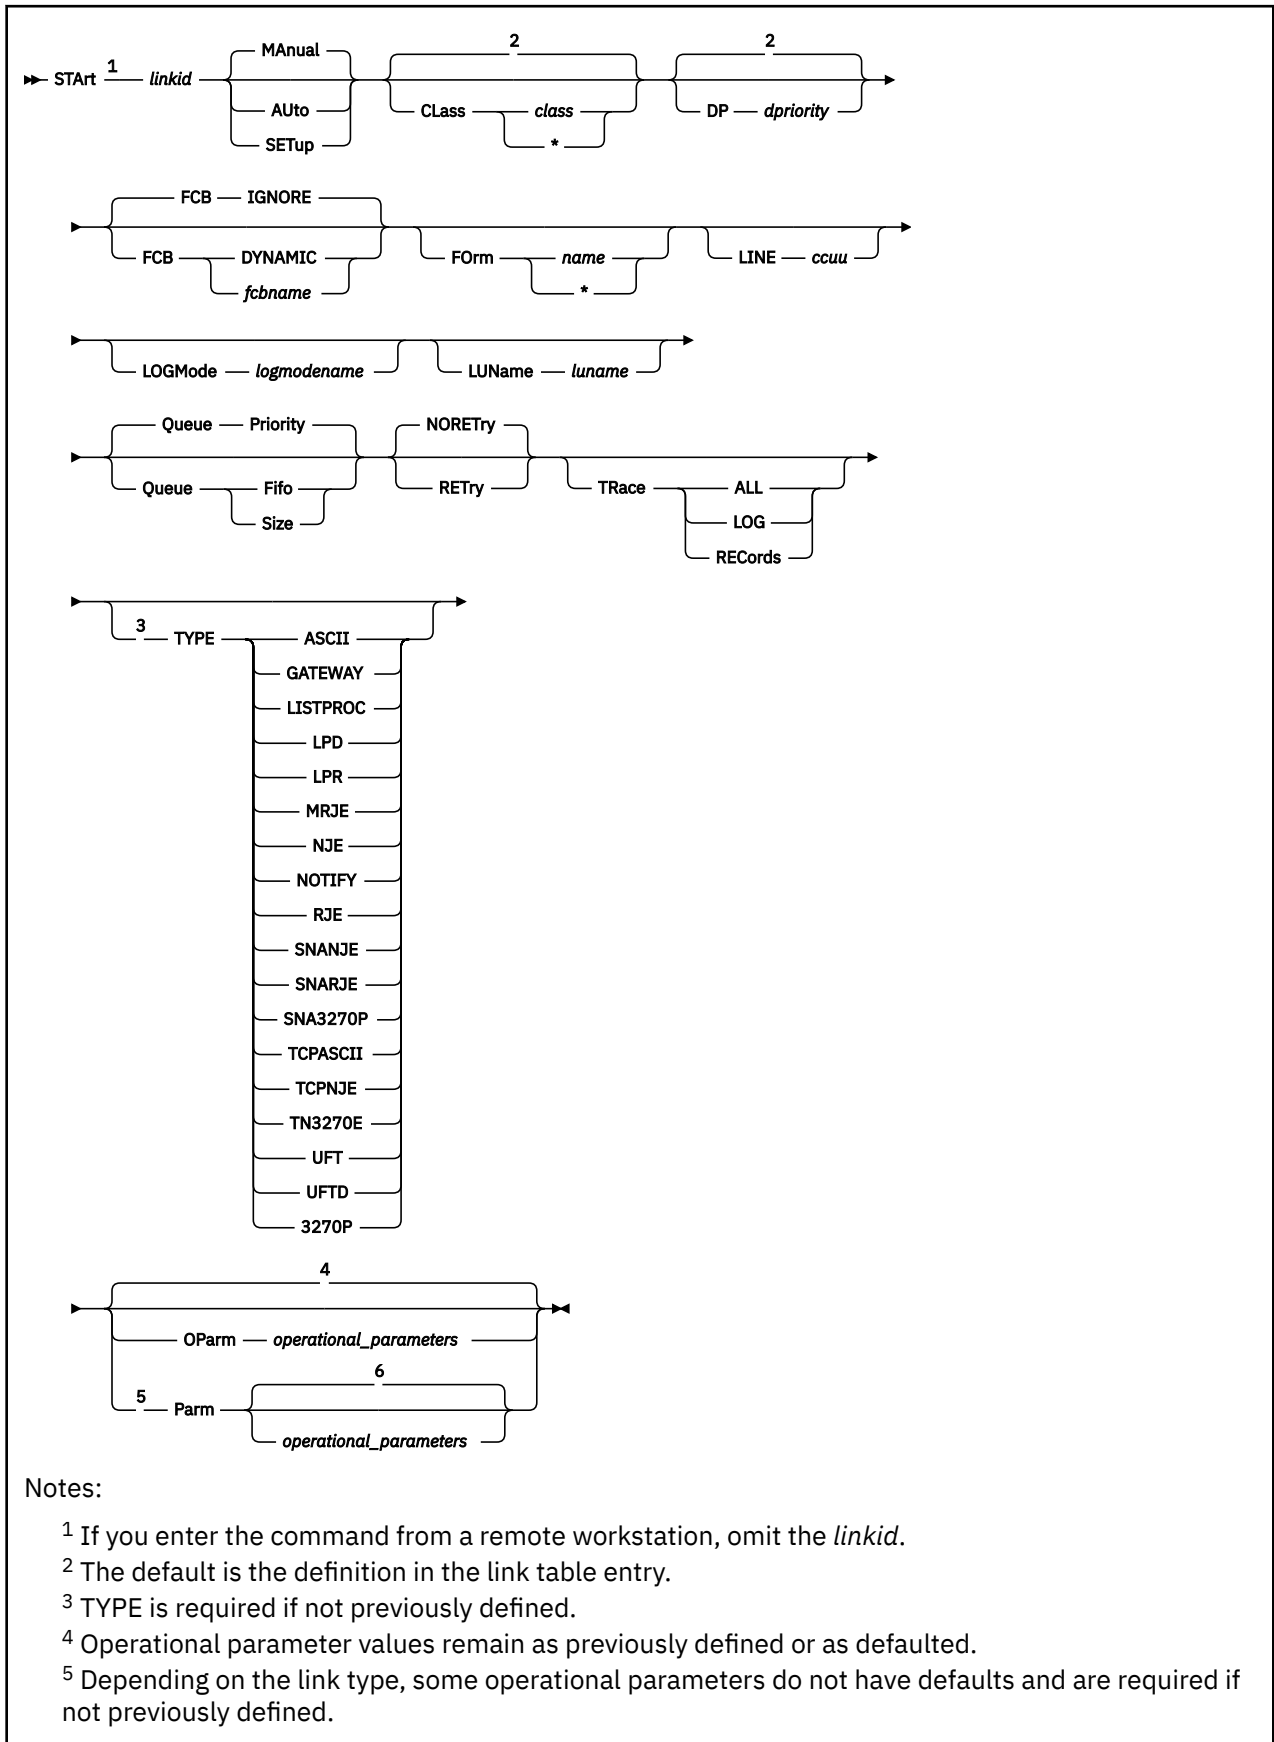 2 2
MAnual
STArt 1 linkid
AUto CLass class DP dpriority
SETup *
FCB IGNORE
FCB DYNAMIC FOrm name LINE ccuu
fcbname *
LOGMode logmodename LUName luname
Queue Priority NORETry
Queue Fifo RETry TRace ALL
Size LOG
RECords
3 TYPE ASCII
GATEWAY
LISTPROC
LPD
LPR
MRJE
NJE
NOTIFY
RJE
SNANJE
SNARJE
SNA3270P
TCPASCII
TCPNJE
TN3270E
UFT
UFTD
3270P
4
OParm operational_parameters
6
5 Parm
operational_parameters
Notes:
1 If you enter the command from a remote workstation, omit the linkid.
2 The default is the definition in the link table entry.
3 TYPE is required if not previously defined.
4 Operational parameter values remain as previously defined or as defaulted.
5 Depending on the link type, some operational parameters do not have defaults and are required if
not previously defined.